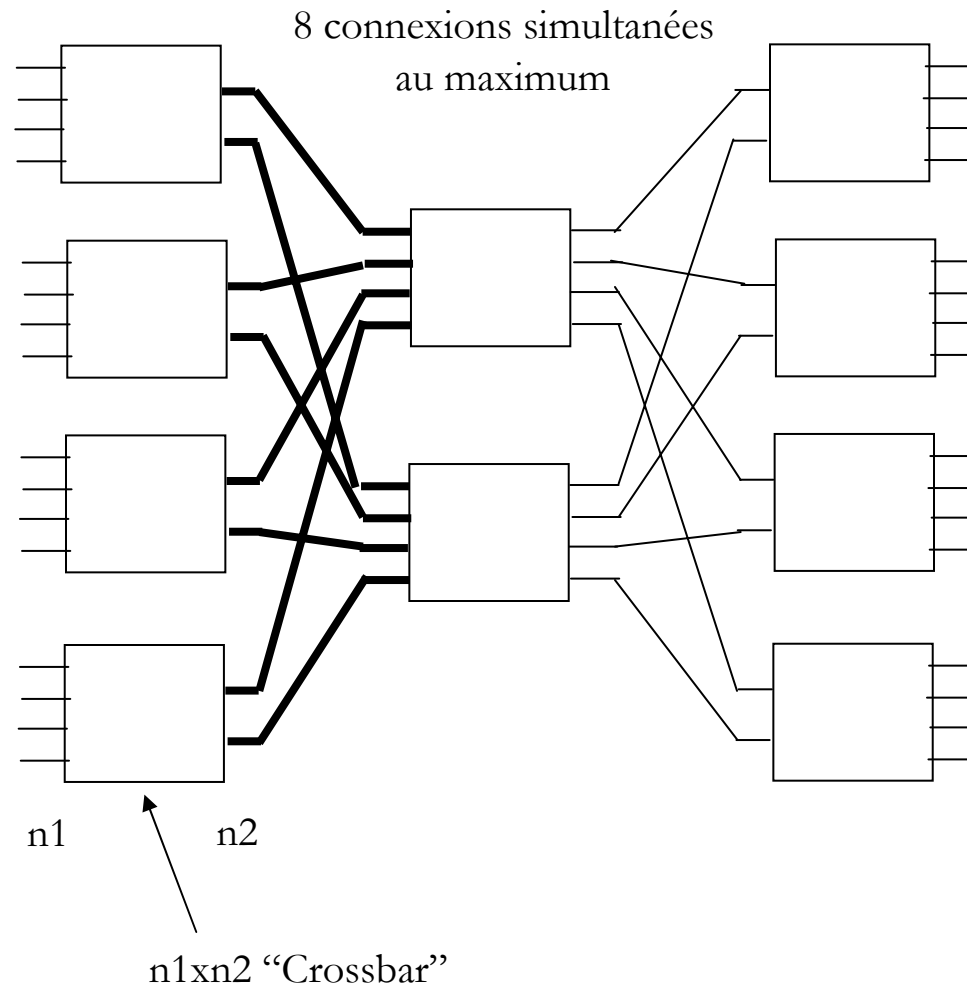 8 connexions simultanées
au maximum
n1
n2
n1xn2 “Crossbar”